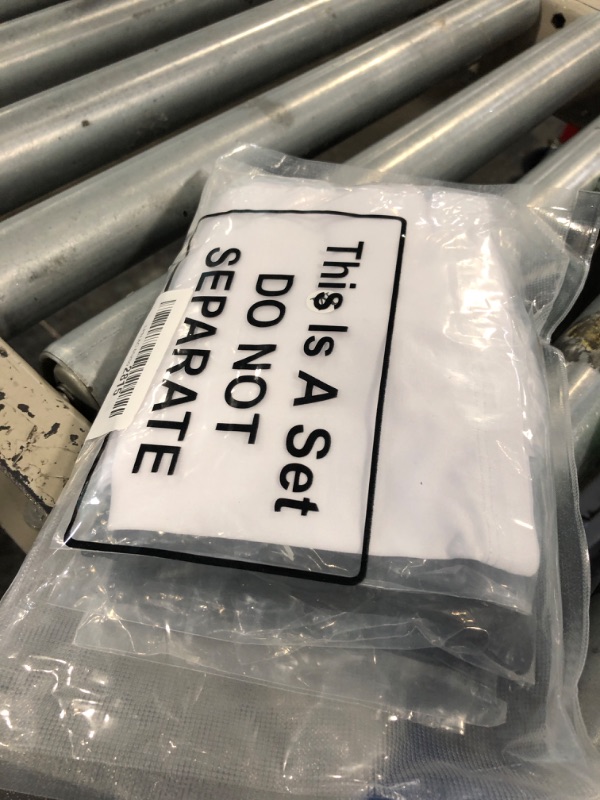 This Is A Set
DO NOT
SEPARATE